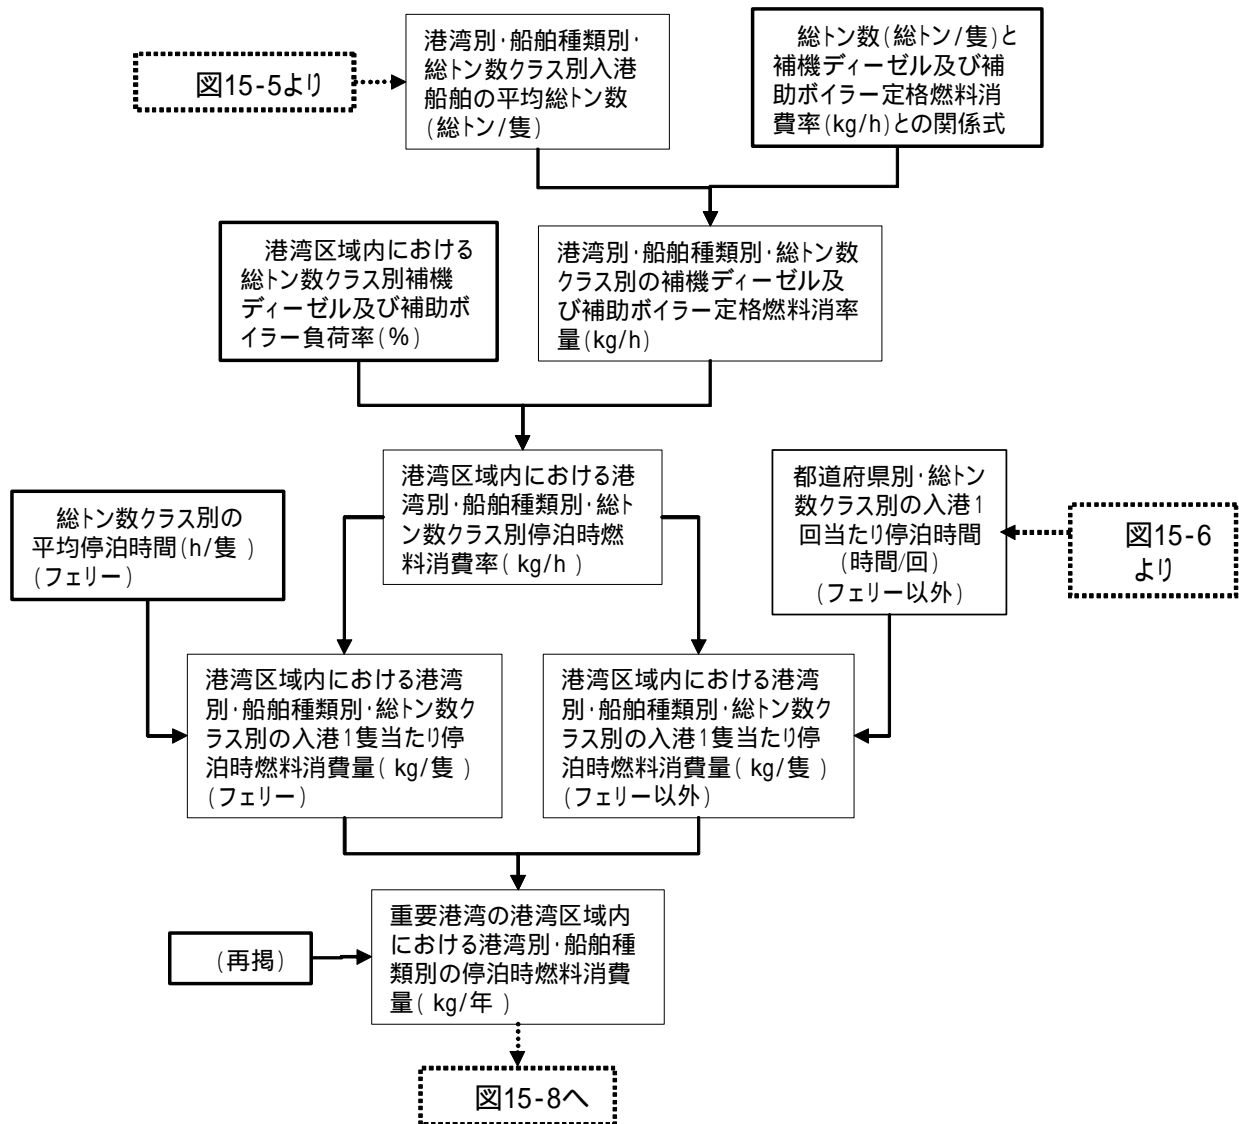 図15-5より
港湾別・船舶種類別・
総トン数クラス別入港
船舶の平均総トン数
(総トン/隻)
総トン数(総トン/隻)と
補機ディーゼル及び補
助ボイラー定格燃料消
費率(kg/h)との関係式
港湾区域内における
総トン数クラス別補機
ディーゼル及び補助ボ
イラー負荷率(%)
港湾別・船舶種類別・総トン数
クラス別の補機ディーゼル及
び補助ボイラー定格燃料消率
量(kg/h)
総トン数クラス別の
平均停泊時間(h/隻)
(フェリー)
港湾区域内における港
湾別・船舶種類別・総ト
ン数クラス別停泊時燃
料消費率(kg/h)
都道府県別・総トン
数クラス別の入港1
回当たり停泊時間
(時間/回)
(フェリー以外)
図15-6
より
港湾区域内における港湾
別・船舶種類別・総トン数ク
ラス別の入港1隻当たり停
泊時燃料消費量(kg/隻)
(フェリー)
港湾区域内における港湾
別・船舶種類別・総トン数ク
ラス別の入港1隻当たり停
泊時燃料消費量(kg/隻)
(フェリー以外)
(再掲)
重要港湾の港湾区域内
における港湾別・船舶種
類別の停泊時燃料消費
量(kg/年)
図15-8へ